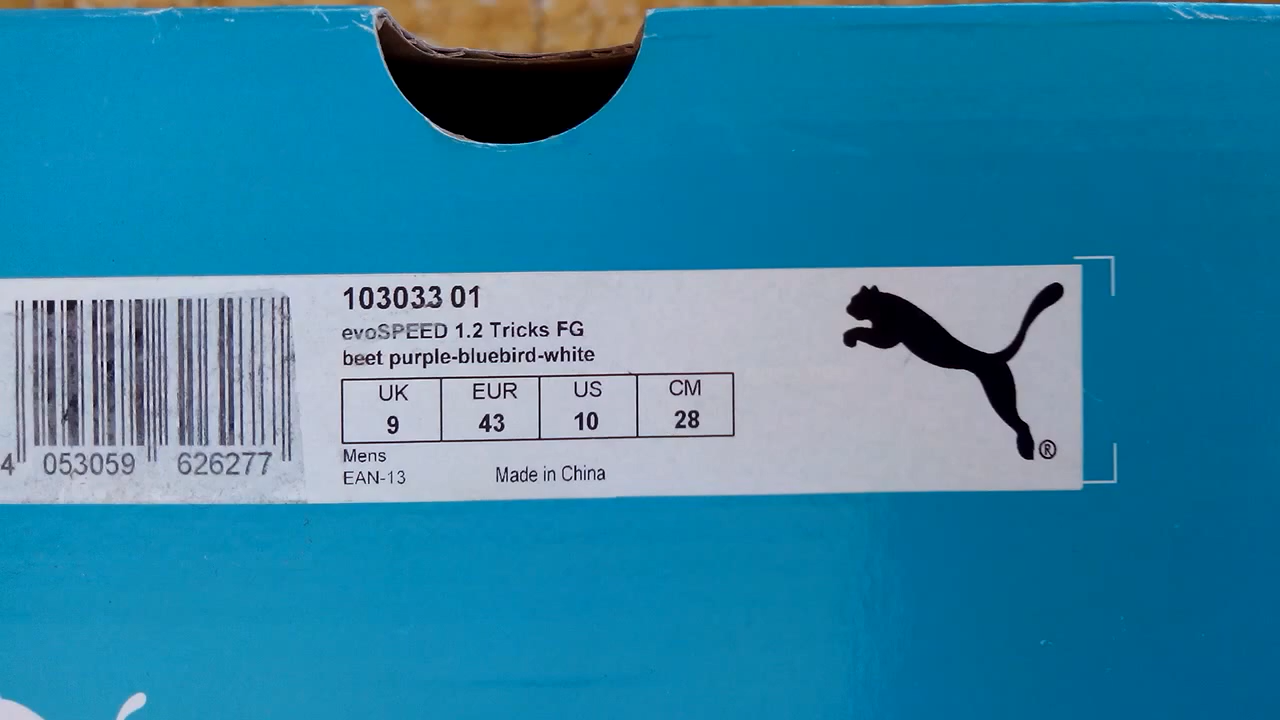 103033 01
evoSPEED 1.2 Tricks FG
beet purple-bluebird-white
UK EUR US CM
9 43 10 28
Mens
EAN-13 Made in China
4 053059 626277
®